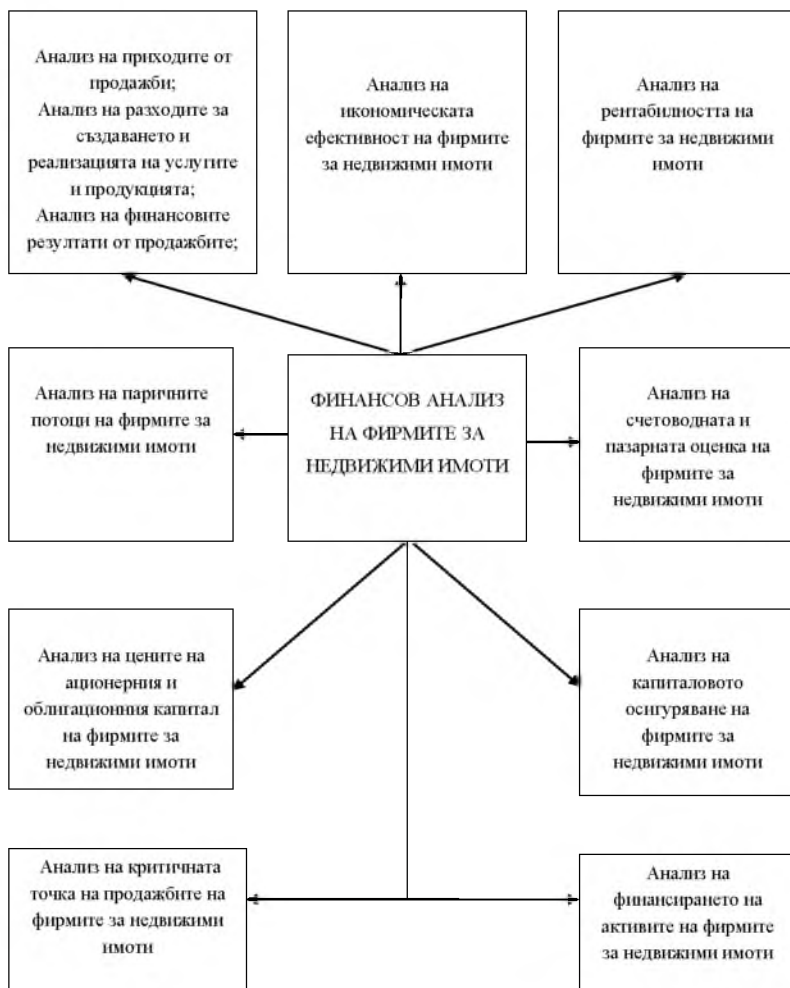 Анализ на приходите от
продажби;
Анализ на разходите за
създаването и
реализацията на услугите
и продукцията;
Анализ на финансовите
резултати от продажбите;
Анализ на
икономическата
ефективност на фирмите
за недвижими имоти
Анализ на
рентабилността на
фирмите за недвижими
имоти
Анализ на паричните
потоци на фирмите за
недвижими имоти
ФИНАНСОВ АНАЛИЗ
НА ФИРМИТЕ ЗА
НЕДВИЖИМИ ИМОТИ
Анализ на
счетоводната и
пазарната оценка на
фирмите за
недвижими имоти
Анализ на цените на
ационерния и
облигационния капитал
на фирмите за
недвижими имоти
Анализ на
капиталовото
осигуряване на
фирмите за
недвижими имоти
Анализ на критичната
точка на продажбите на
фирмите за недвижими
имоти
Анализ на
финансирането на
активите на фирмите
за недвижими имоти